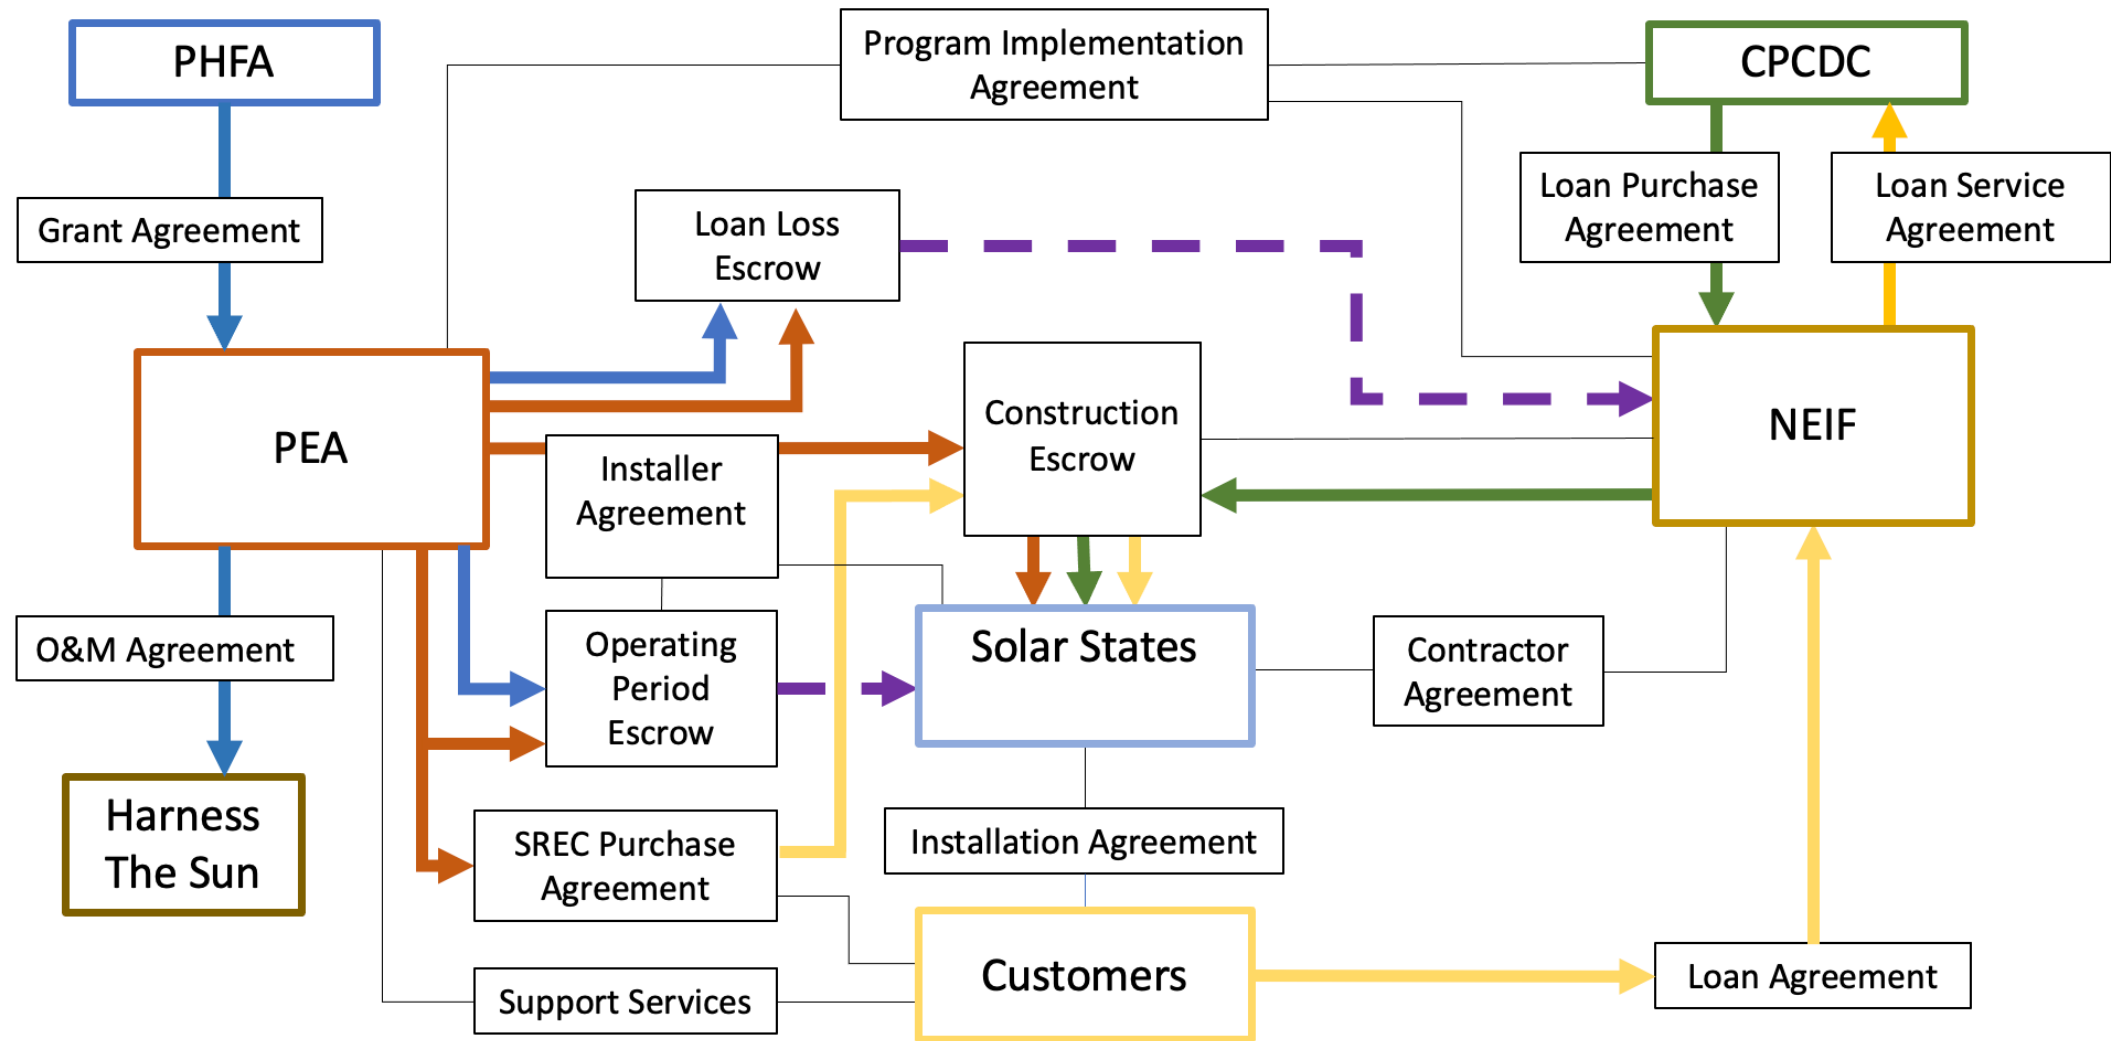 PHFA
Program Implementation
Agreement
CPCDC
Grant Agreement
Loan Loss
Escrow
Loan Purchase
Agreement
Loan Service
Agreement
PEA
Installer
Agreement
Construction
Escrow
NEIF
O&M Agreement
Operating
Period
Escrow
Solar States
Contractor
Agreement
Harness
The Sun
SREC Purchase
Agreement
Installation Agreement
Support Services
Customers
Loan Agreement